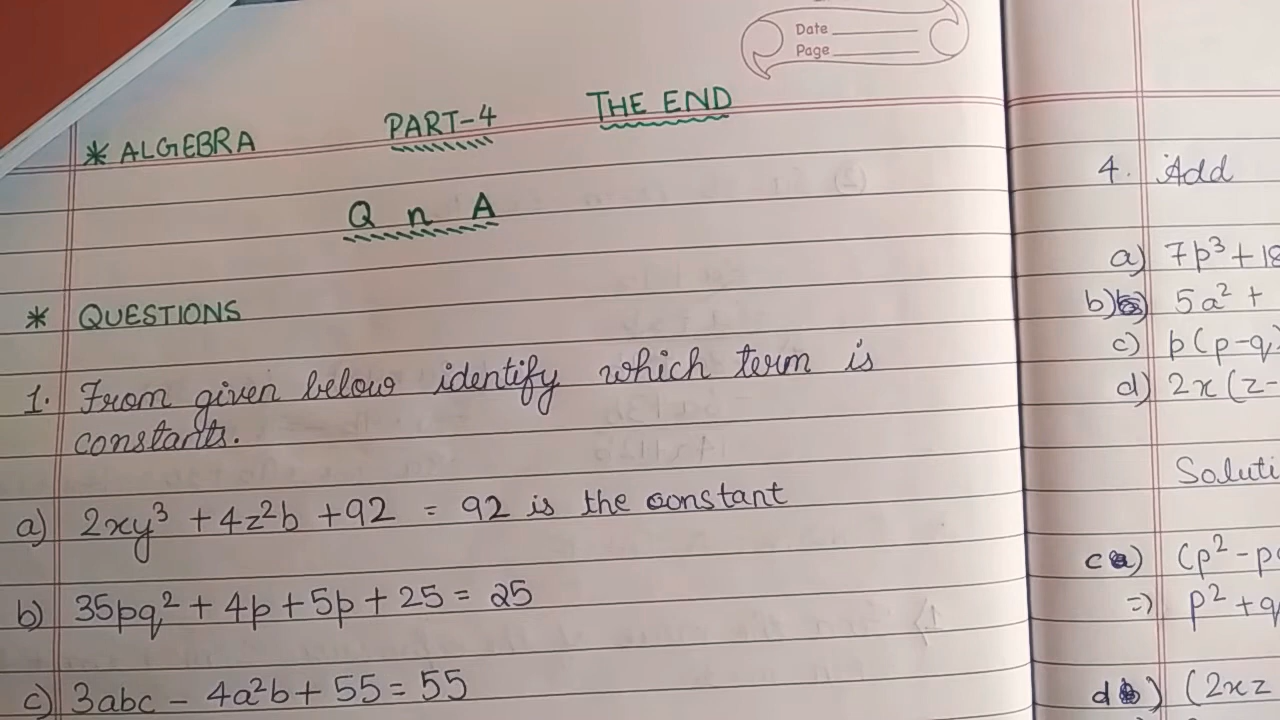 Date
Page
* ALGEBRA PART-4 THE END
Q n A
* QUESTIONS
1. From given below identify which term is
constants.
a) 2xy³ + 4z²b + 92 = 92 is the constant
b) 35pq² + 4p + 5p + 25 = 25
c) 3abc - 4a²b + 55 = 55
4. Add
a) 7p³ + 18
b) 5a² +
c) p(p-q)
d) 2x(z-
Soluti
c) (p² - p
=) p² + q
d) (2xz